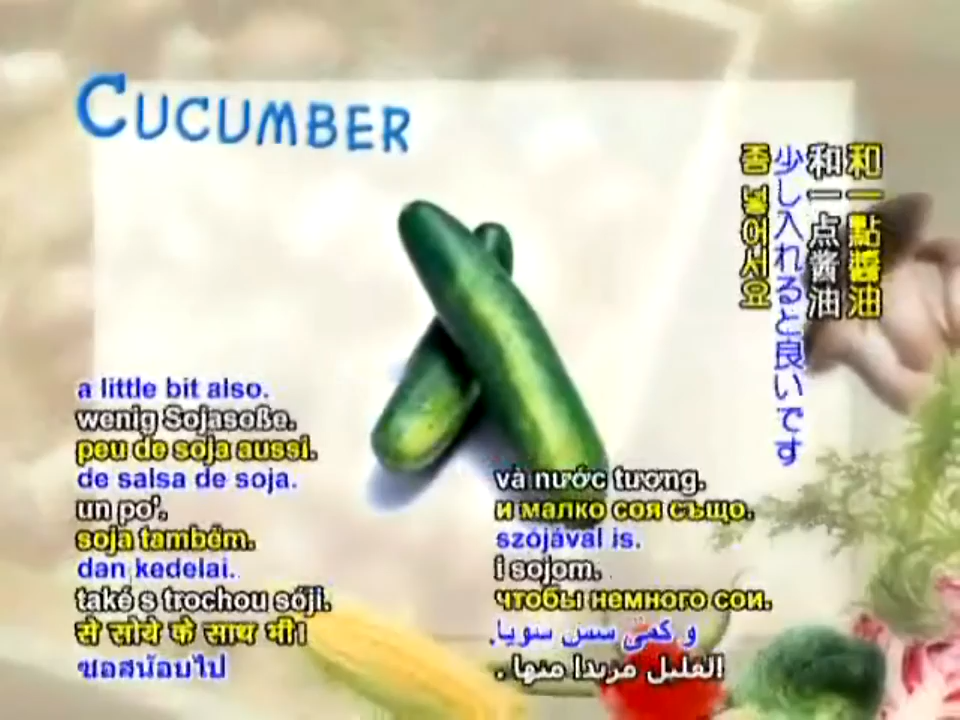 CUCUMBER
和一點醬油
和一点酱油
少し入れると良いです
좀 넣어서요
a little bit also.
wenig Sojasoße.
peu de soja aussi.
de salsa de soja.
un po'.
soja também.
dan kedelai.
také s trochou sóji.
से सोये के साथ भी।
ซอสน้อยไป
và nước tương.
и малко соя също.
szójával is.
i sojom.
чтобы немного сои.
و کمی سس سویا.
القليل مزيدا منها.